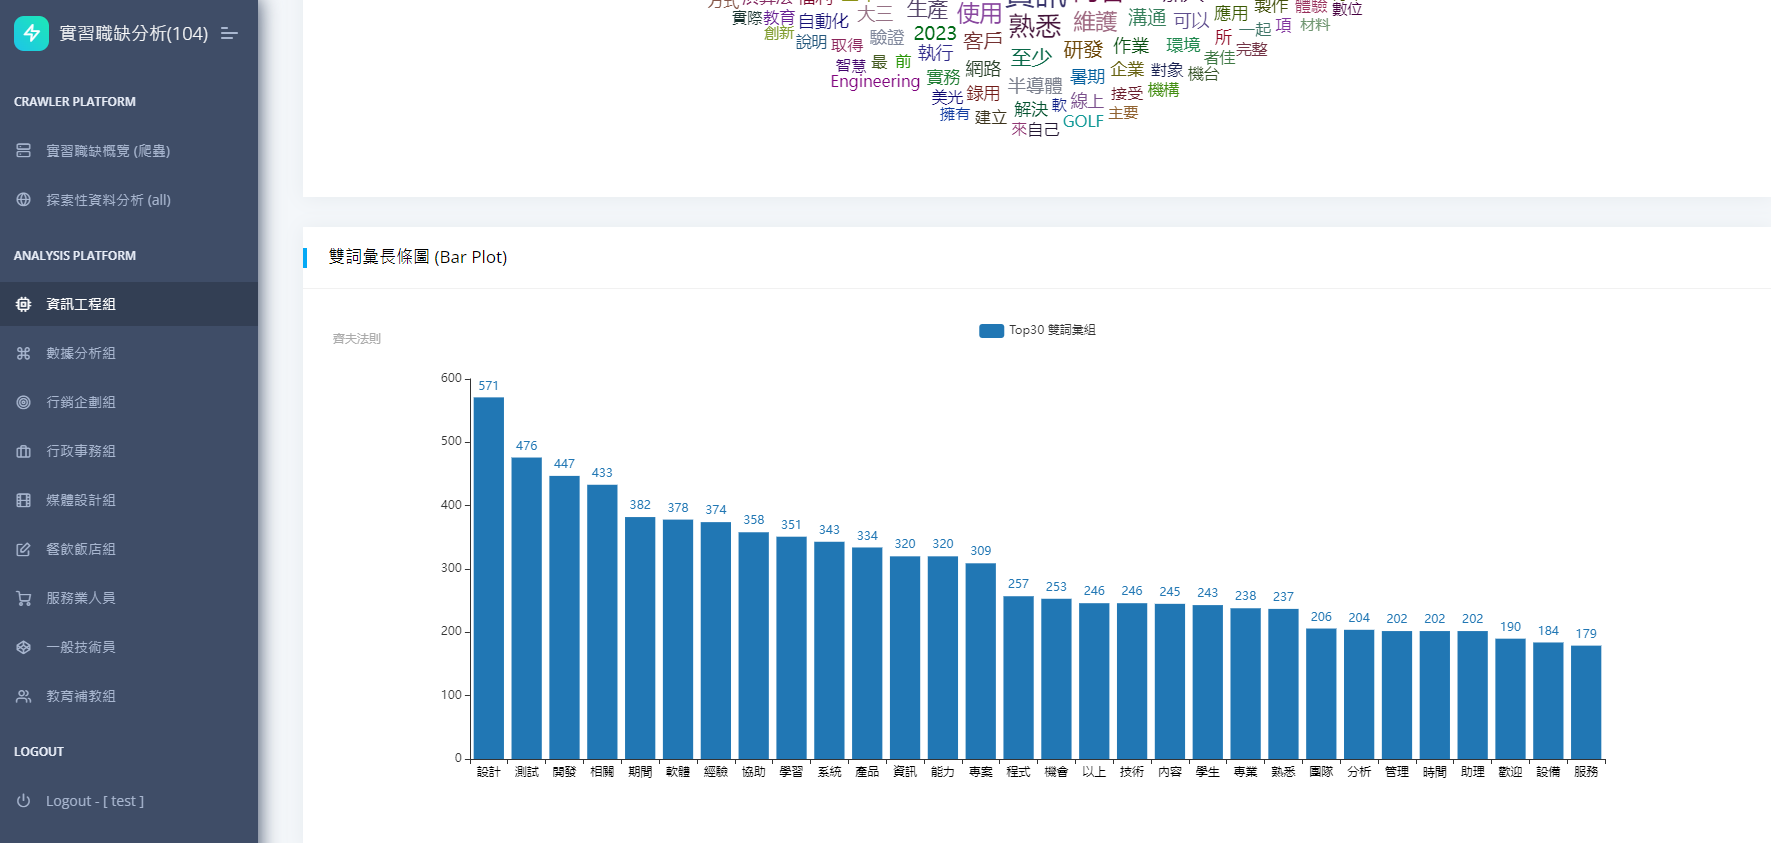 實習職缺分析(104)
CRAWLER PLATFORM
實習職缺概覽 (爬蟲)
探索性資料分析 (all)
ANALYSIS PLATFORM
資訊工程組
數據分析組
行銷企劃組
行政事務組
媒體設計組
餐飲飯店組
服務業人員
一般技術員
教育補教組
LOGOUT
Logout - [ test ]
方式 演算法 福利 資訊 內容 製作 體驗 數位
實際 教育 自動化 大三 生產 使用 熟悉 維護 溝通 可以 應用 一起 項 材料
創新 說明 取得 驗證 2023 客戶 至少 研發 作業 環境 所 完整
智慧 最 前 執行 網路 者佳
Engineering 實務 半導體 暑期 企業 對象 機台
美光 錄用 線上 接受 機構
擁有 建立 解決 軟 GOLF 主要
來 自己
雙詞彙長條圖 (Bar Plot)
齊夫法則
Top30 雙詞彙組
600
500
400
300
200
100
0
571 476 447 433 382 378 374 358 351 343 334 320 320 309 257 253 246 246 245 243 238 237 206 204 202 202 202 190 184 179
設計 測試 開發 相關 期間 軟體 經驗 協助 學習 系統 產品 資訊 能力 專案 程式 機會 以上 技術 內容 學生 專業 熟悉 團隊 分析 管理 時間 助理 歡迎 設備 服務